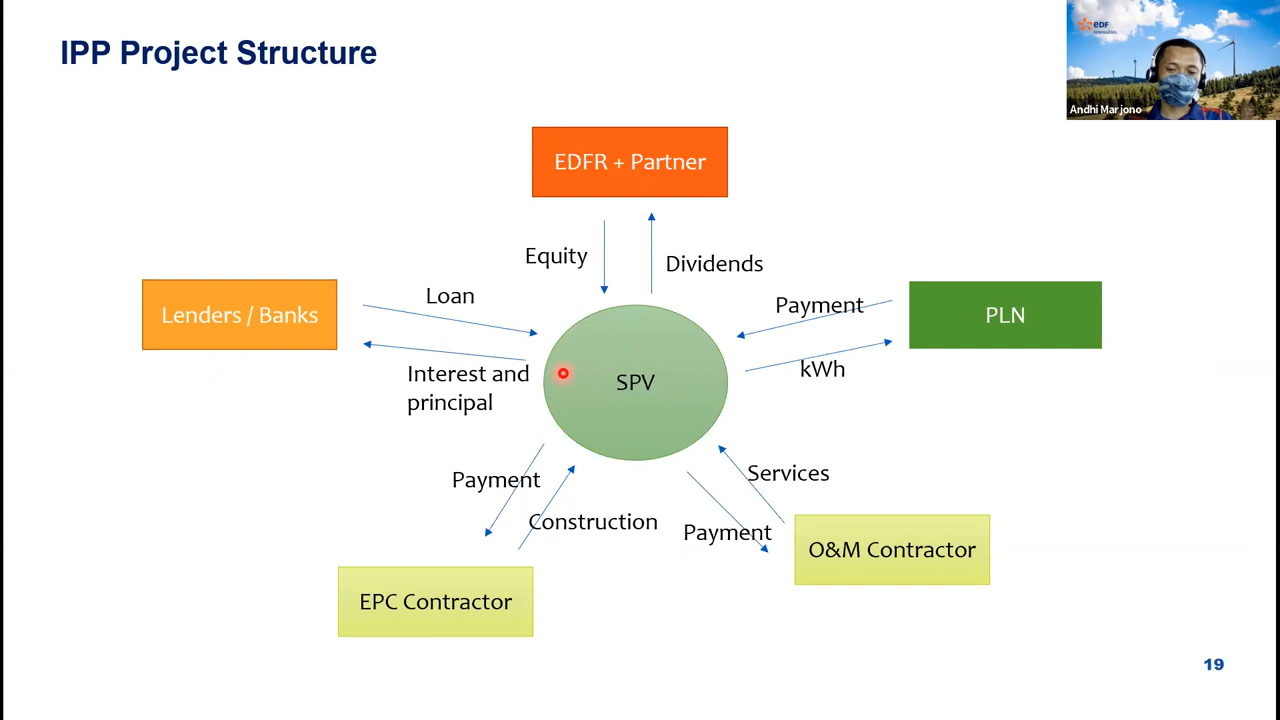 IPP Project Structure
EDF
Andhi Marjono
EDFR + Partner
Equity
Dividends
Lenders / Banks
Loan
Payment
PLN
Interest and
principal
SPV
kWh
Payment
Construction
Services
Payment
O&M Contractor
EPC Contractor
19